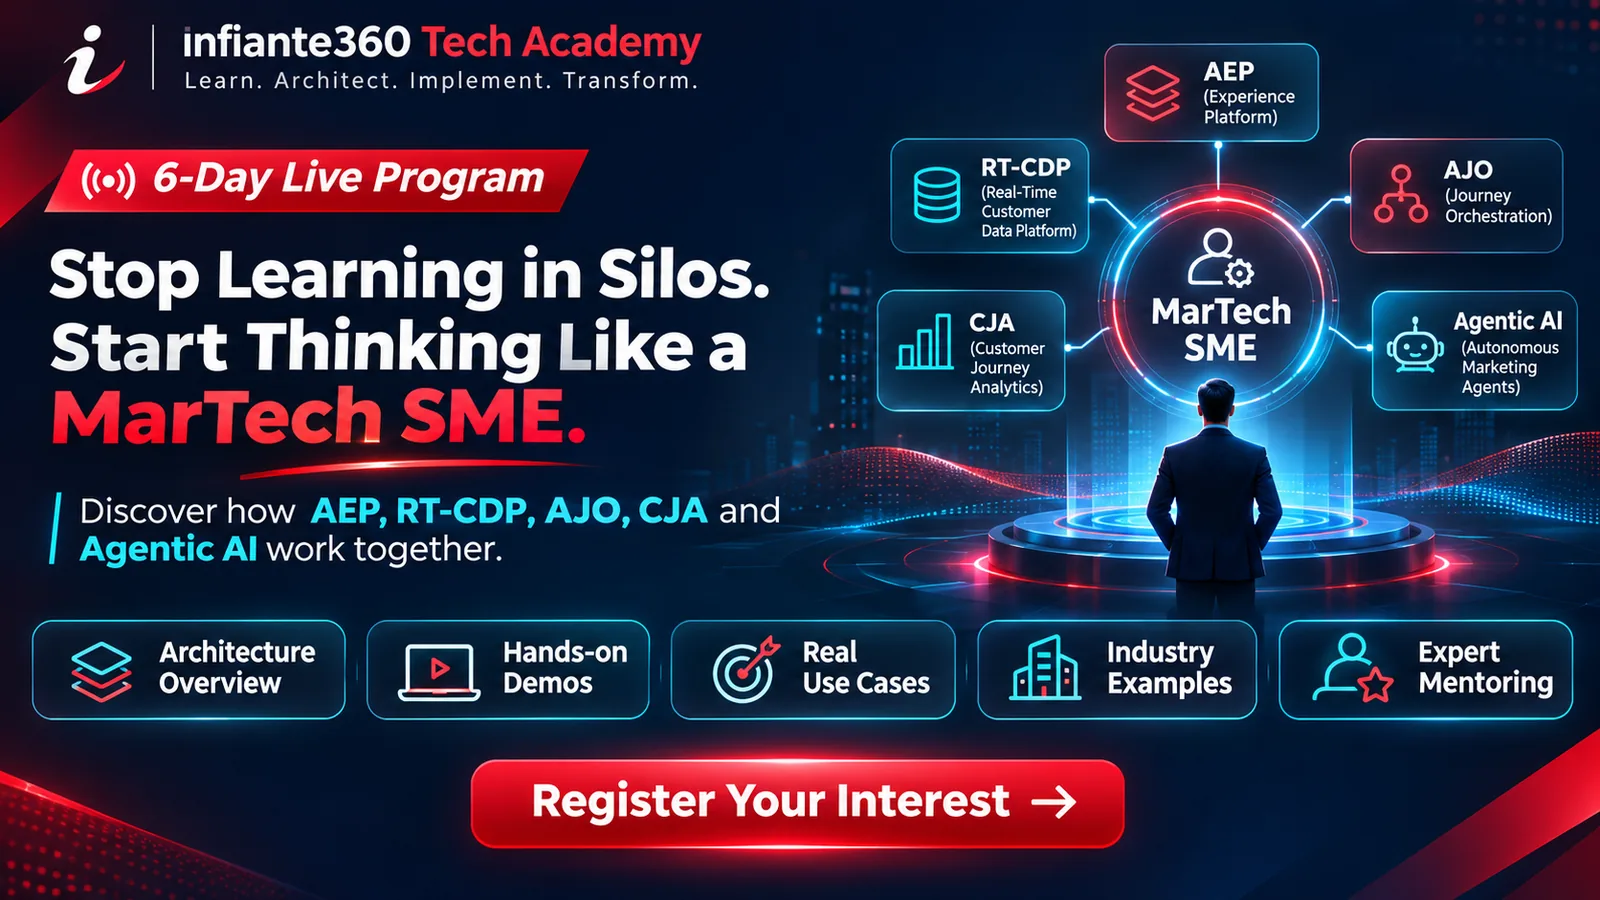 infiante360 Tech Academy
Learn. Architect. Implement. Transform.
6-Day Live Program
Stop Learning in Silos.
Start Thinking Like a
MarTech SME.
Discover how AEP, RT-CDP, AJO, CJA and
Agentic AI work together.
AEP
(Experience
Platform)
RT-CDP
(Real-Time
Customer
Data Platform)
AJO
(Journey
Orchestration)
CJA
(Customer
Journey
Analytics)
MarTech
SME
Agentic AI
(Autonomous
Marketing
Agents)
Architecture
Overview
Hands-on
Demos
Real
Use Cases
Industry
Examples
Expert
Mentoring
Register Your Interest →